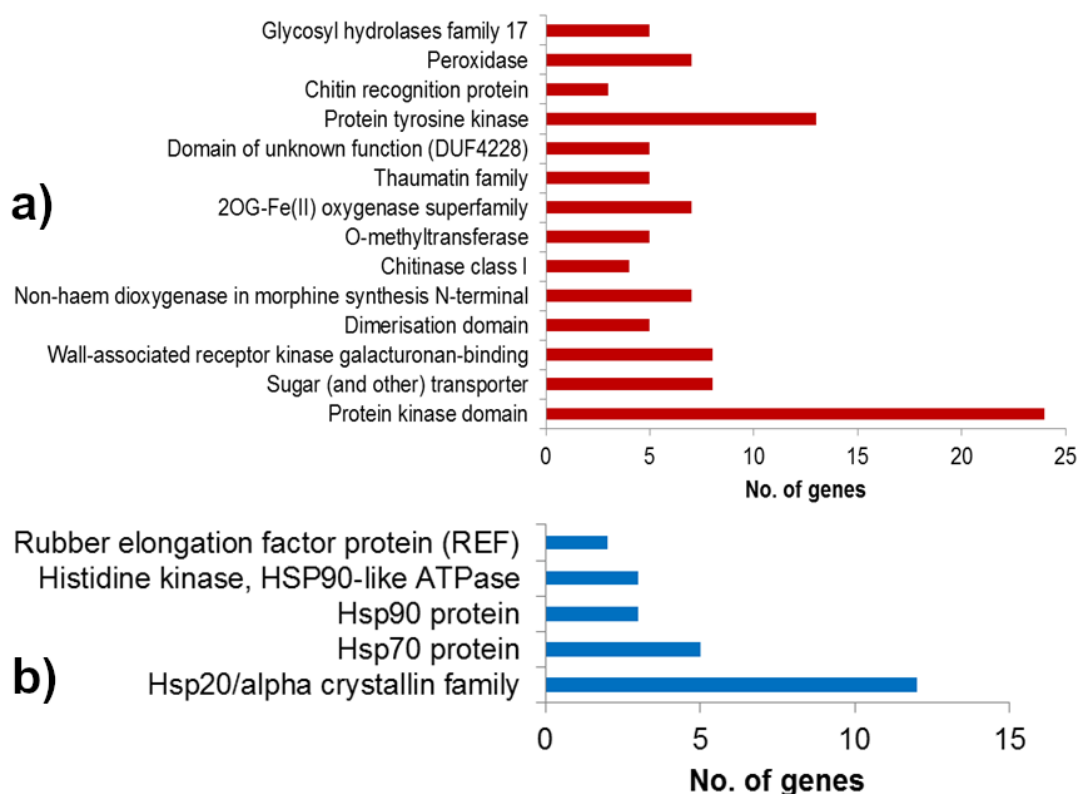 Glycosyl hydrolases family 17
Peroxidase
Chitin recognition protein
Protein tyrosine kinase
Domain of unknown function (DUF4228)
Thaumatin family
a)
2OG-Fe(II) oxygenase superfamily
O-methyltransferase
Chitinase class I
Non-haem dioxygenase in morphine synthesis N-terminal
Dimerisation domain
Wall-associated receptor kinase galacturonan-binding
Sugar (and other) transporter
Protein kinase domain
0 5 10 15 20 25
No. of genes
Rubber elongation factor protein (REF)
Histidine kinase, HSP90-like ATPase
Hsp90 protein
Hsp70 protein
b)
Hsp20/alpha crystallin family
0 5 10 15
No. of genes